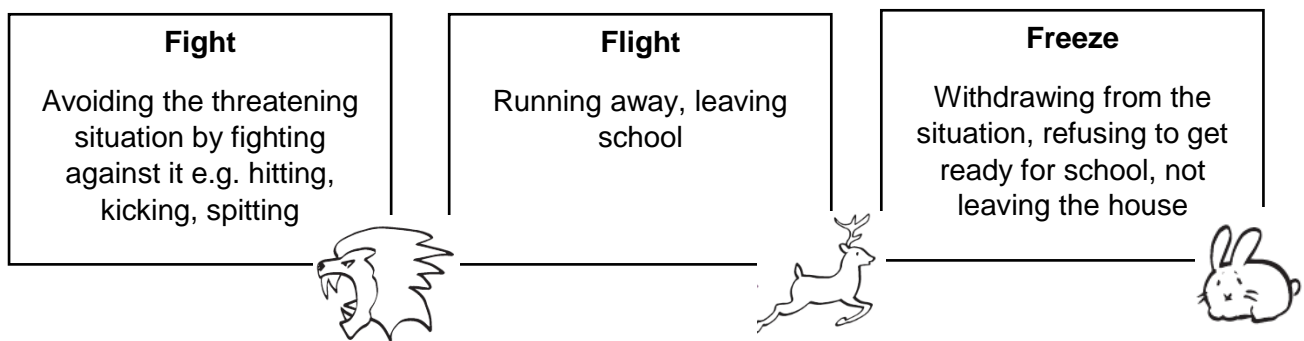 Fight
Avoiding the threatening
situation by fighting
against it e.g. hitting,
kicking, spitting
Flight
Running away, leaving
school
Freeze
Withdrawing from the
situation, refusing to get
ready for school, not
leaving the house